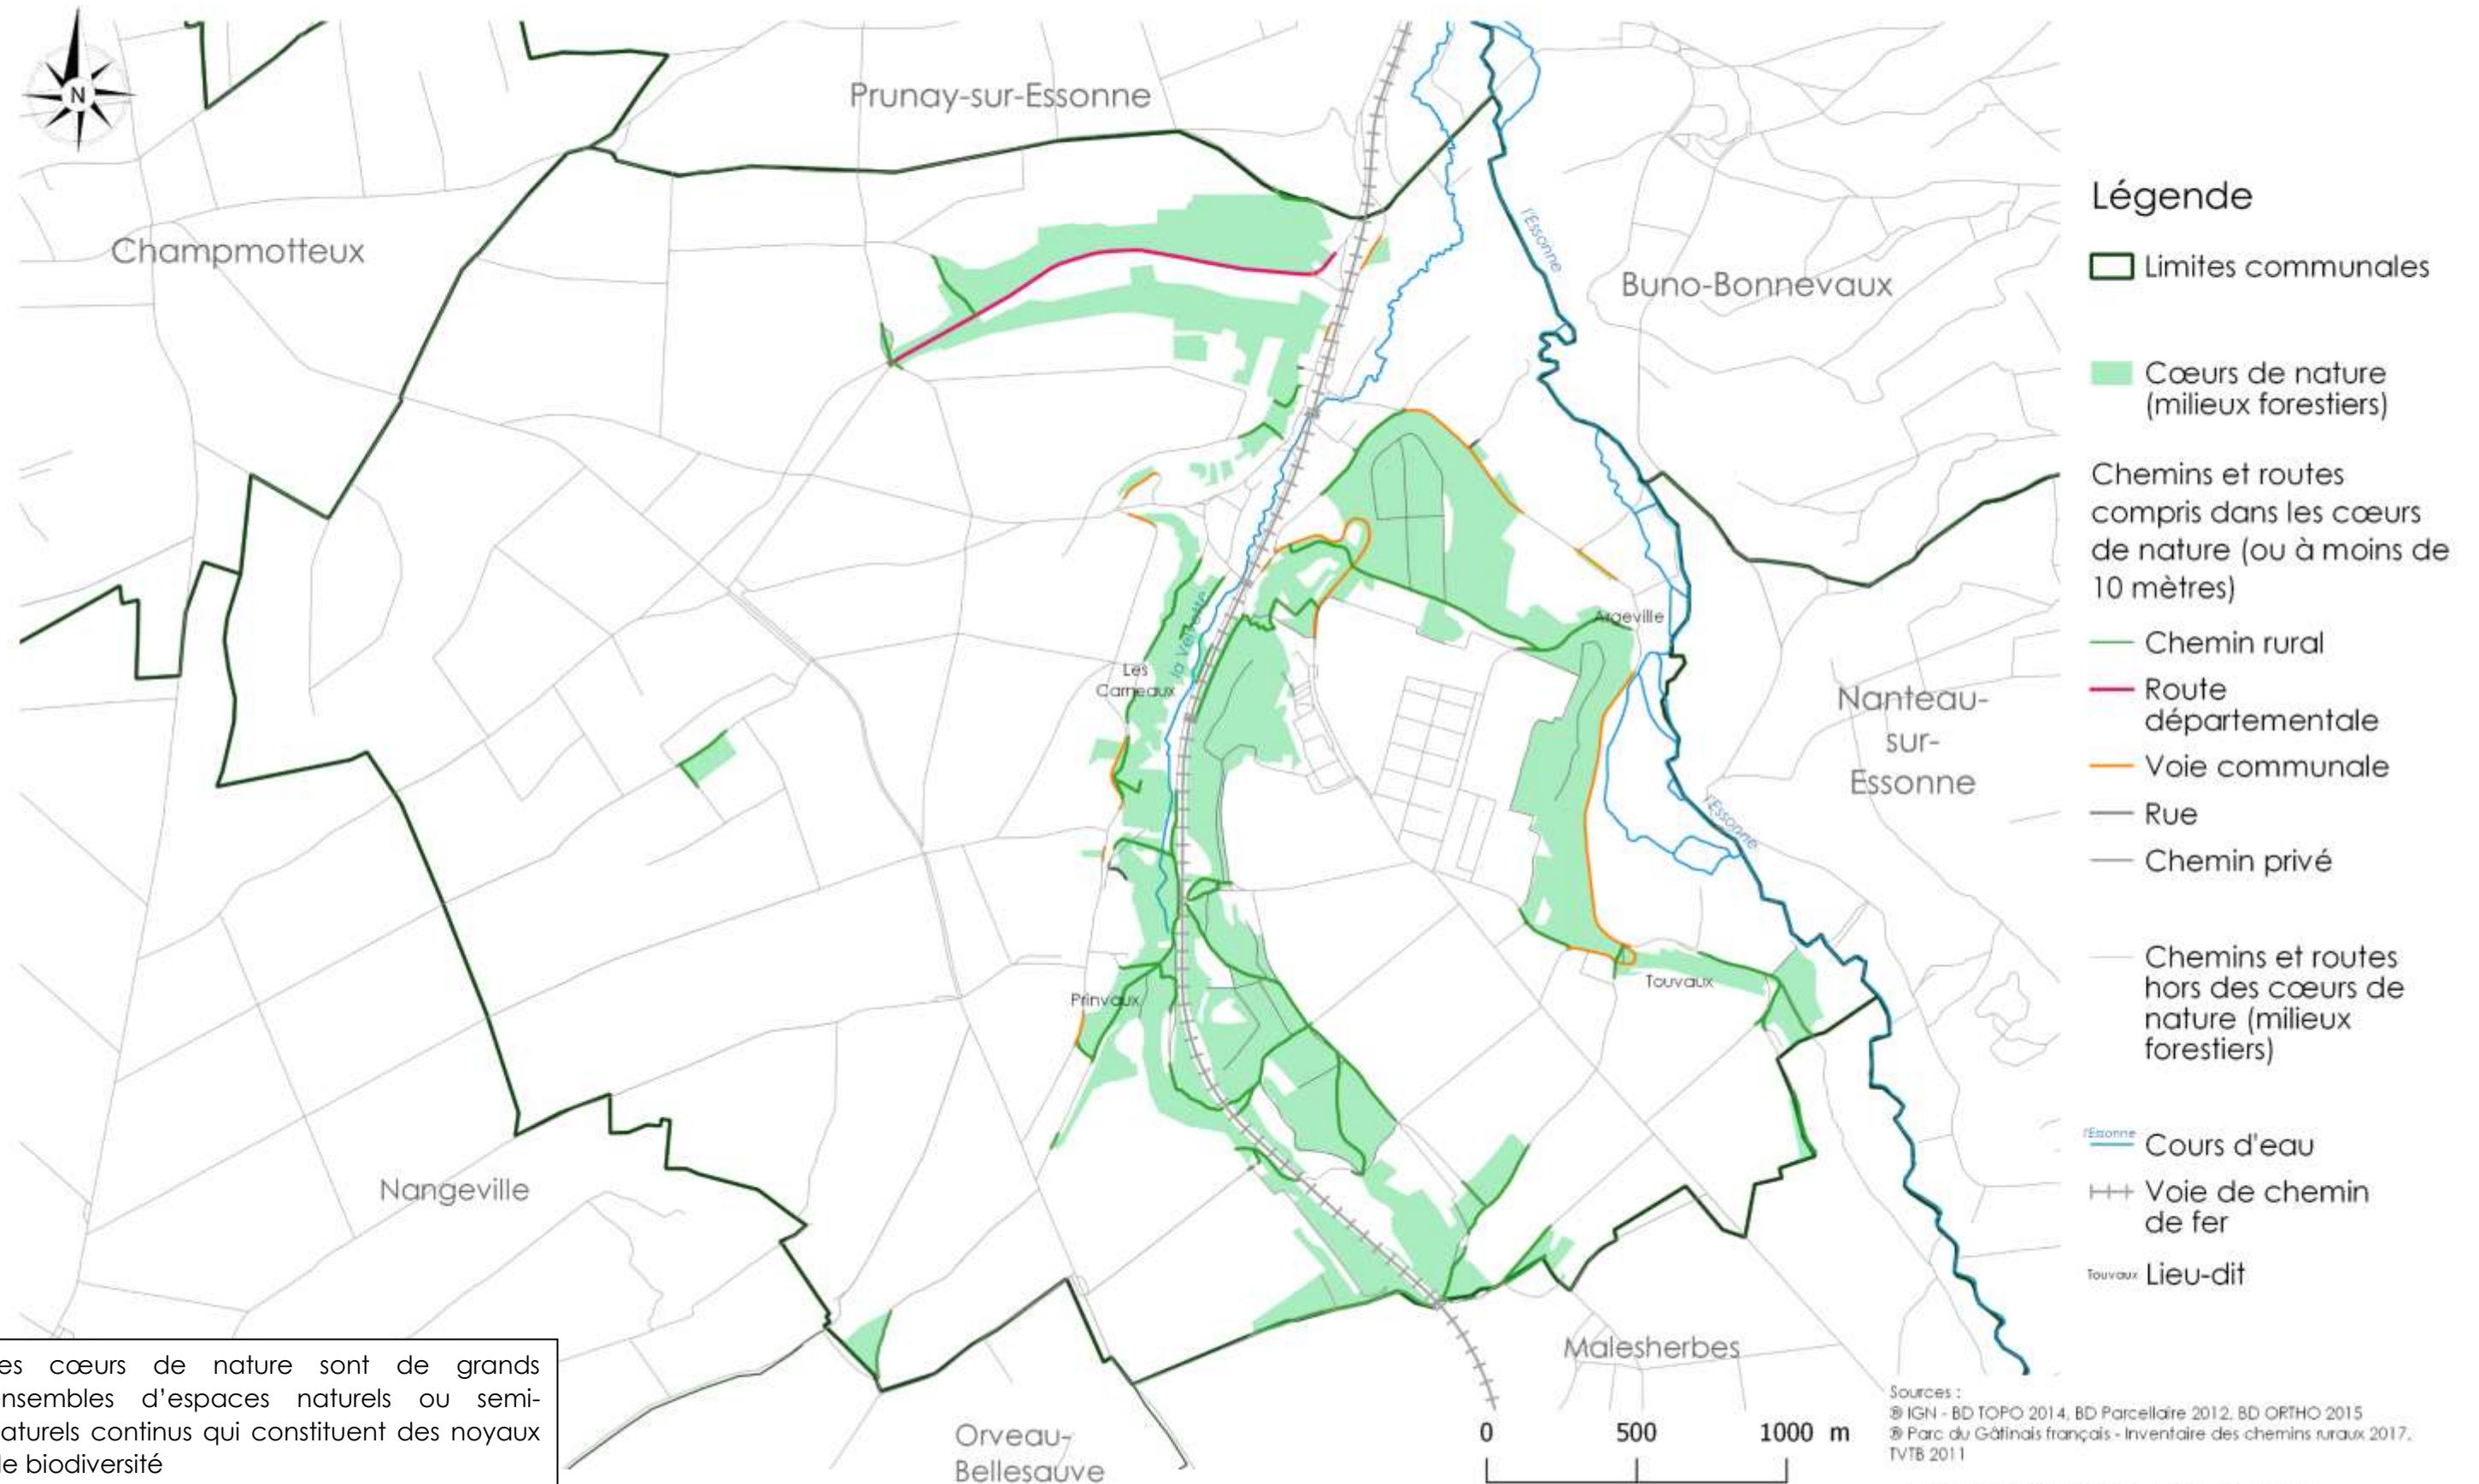 N
Prunay-sur-Essonne
Champmotteux
l'Essonne
Buno-Bonnevaux
Argeville
la Velvette
Les
Carneaux
Nanteau-
sur-
Essonne
l'Essonne
Prinvaux
Touvaux
Nangeville
Malesherbes
Orveau-
Bellesauve
Légende
Limites communales
Cœurs de nature
(milieux forestiers)
Chemins et routes
compris dans les cœurs
de nature (ou à moins de
10 mètres)
Chemin rural
Route
départementale
Voie communale
Rue
Chemin privé
Chemins et routes
hors des cœurs de
nature (milieux
forestiers)
l'Essonne Cours d'eau
Voie de chemin
de fer
Touvaux Lieu-dit
es cœurs de nature sont de grands
nsembles d'espaces naturels ou semi-
aturels continus qui constituent des noyaux
e biodiversité
0 500 1000 m
Sources :
® IGN - BD TOPO 2014, BD Parcellaire 2012, BD ORTHO 2015
® Parc du Gâtinais français - Inventaire des chemins ruraux 2017,
TVTB 2011